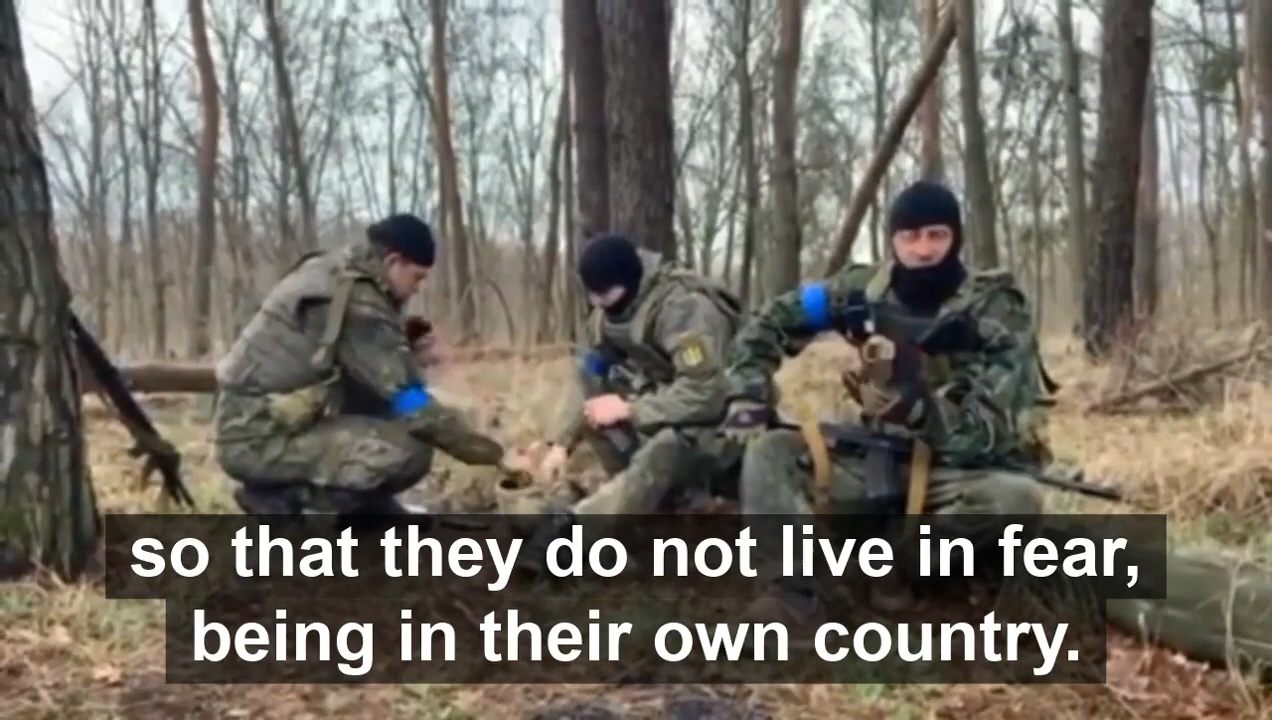 so that they do not live in fear,
being in their own country.